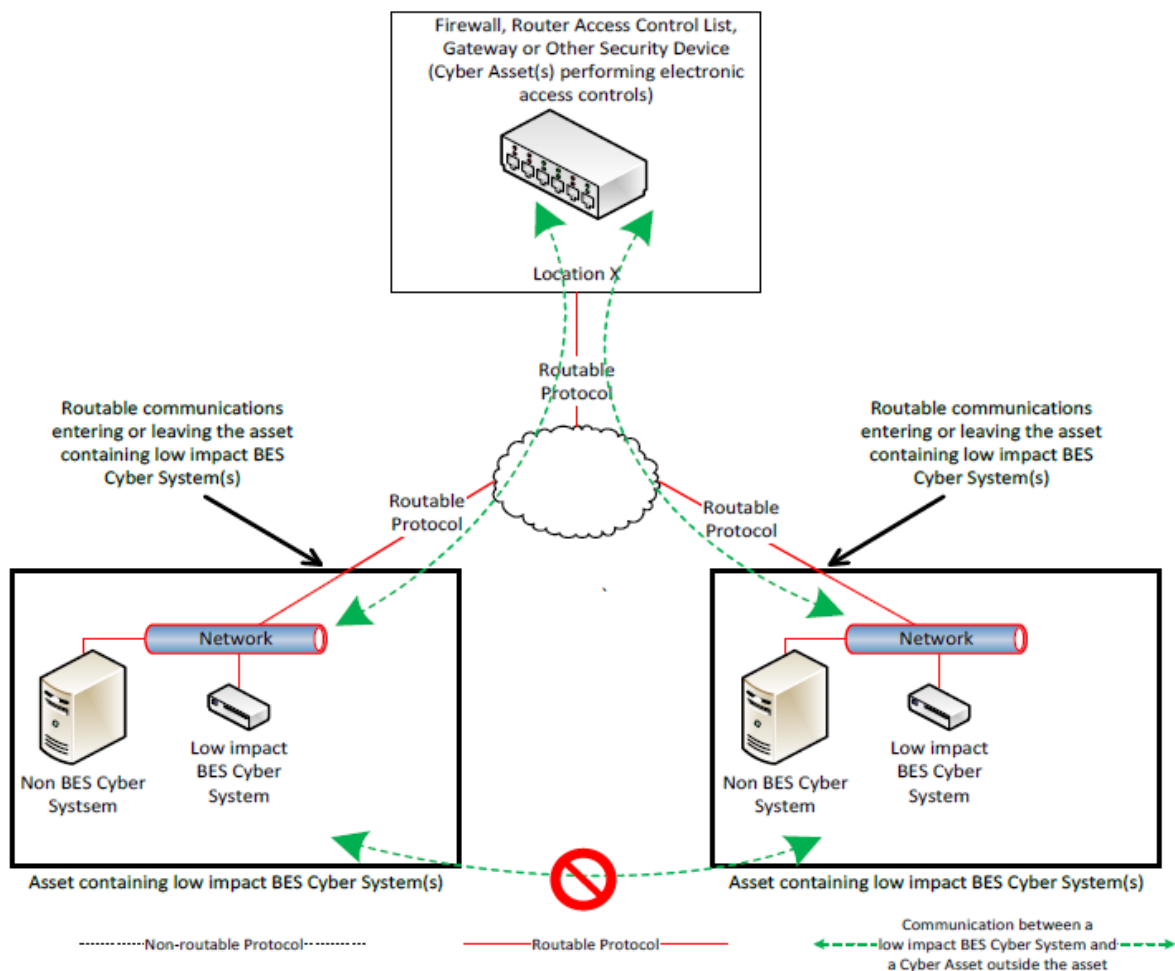 Firewall, Router Access Control List,
Gateway or Other Security Device
(Cyber Asset(s) performing electronic
access controls)
Location X
Routable
Protocol
Routable communications
entering or leaving the asset
containing low impact BES
Cyber System(s)
Routable communications
entering or leaving the asset
containing low impact BES
Cyber System(s)
Routable
Protocol
Routable
Protocol
Network
Non BES Cyber
Systsem
Low impact
BES Cyber
System
Network
Non BES Cyber
System
Low impact
BES Cyber
System
Asset containing low impact BES Cyber System(s)
Asset containing low impact BES Cyber System(s)
Non-routable Protocol
Routable Protocol
Communication between a
low impact BES Cyber System and
a Cyber Asset outside the asset